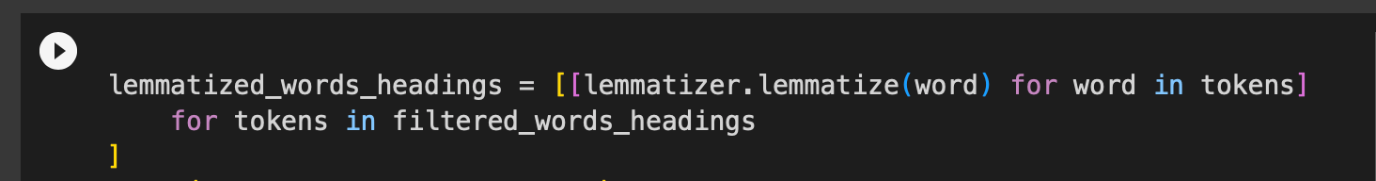 lemmatized_words_headings = [[lemmatizer.lemmatize(word) for word in tokens]
    for tokens in filtered_words_headings
]